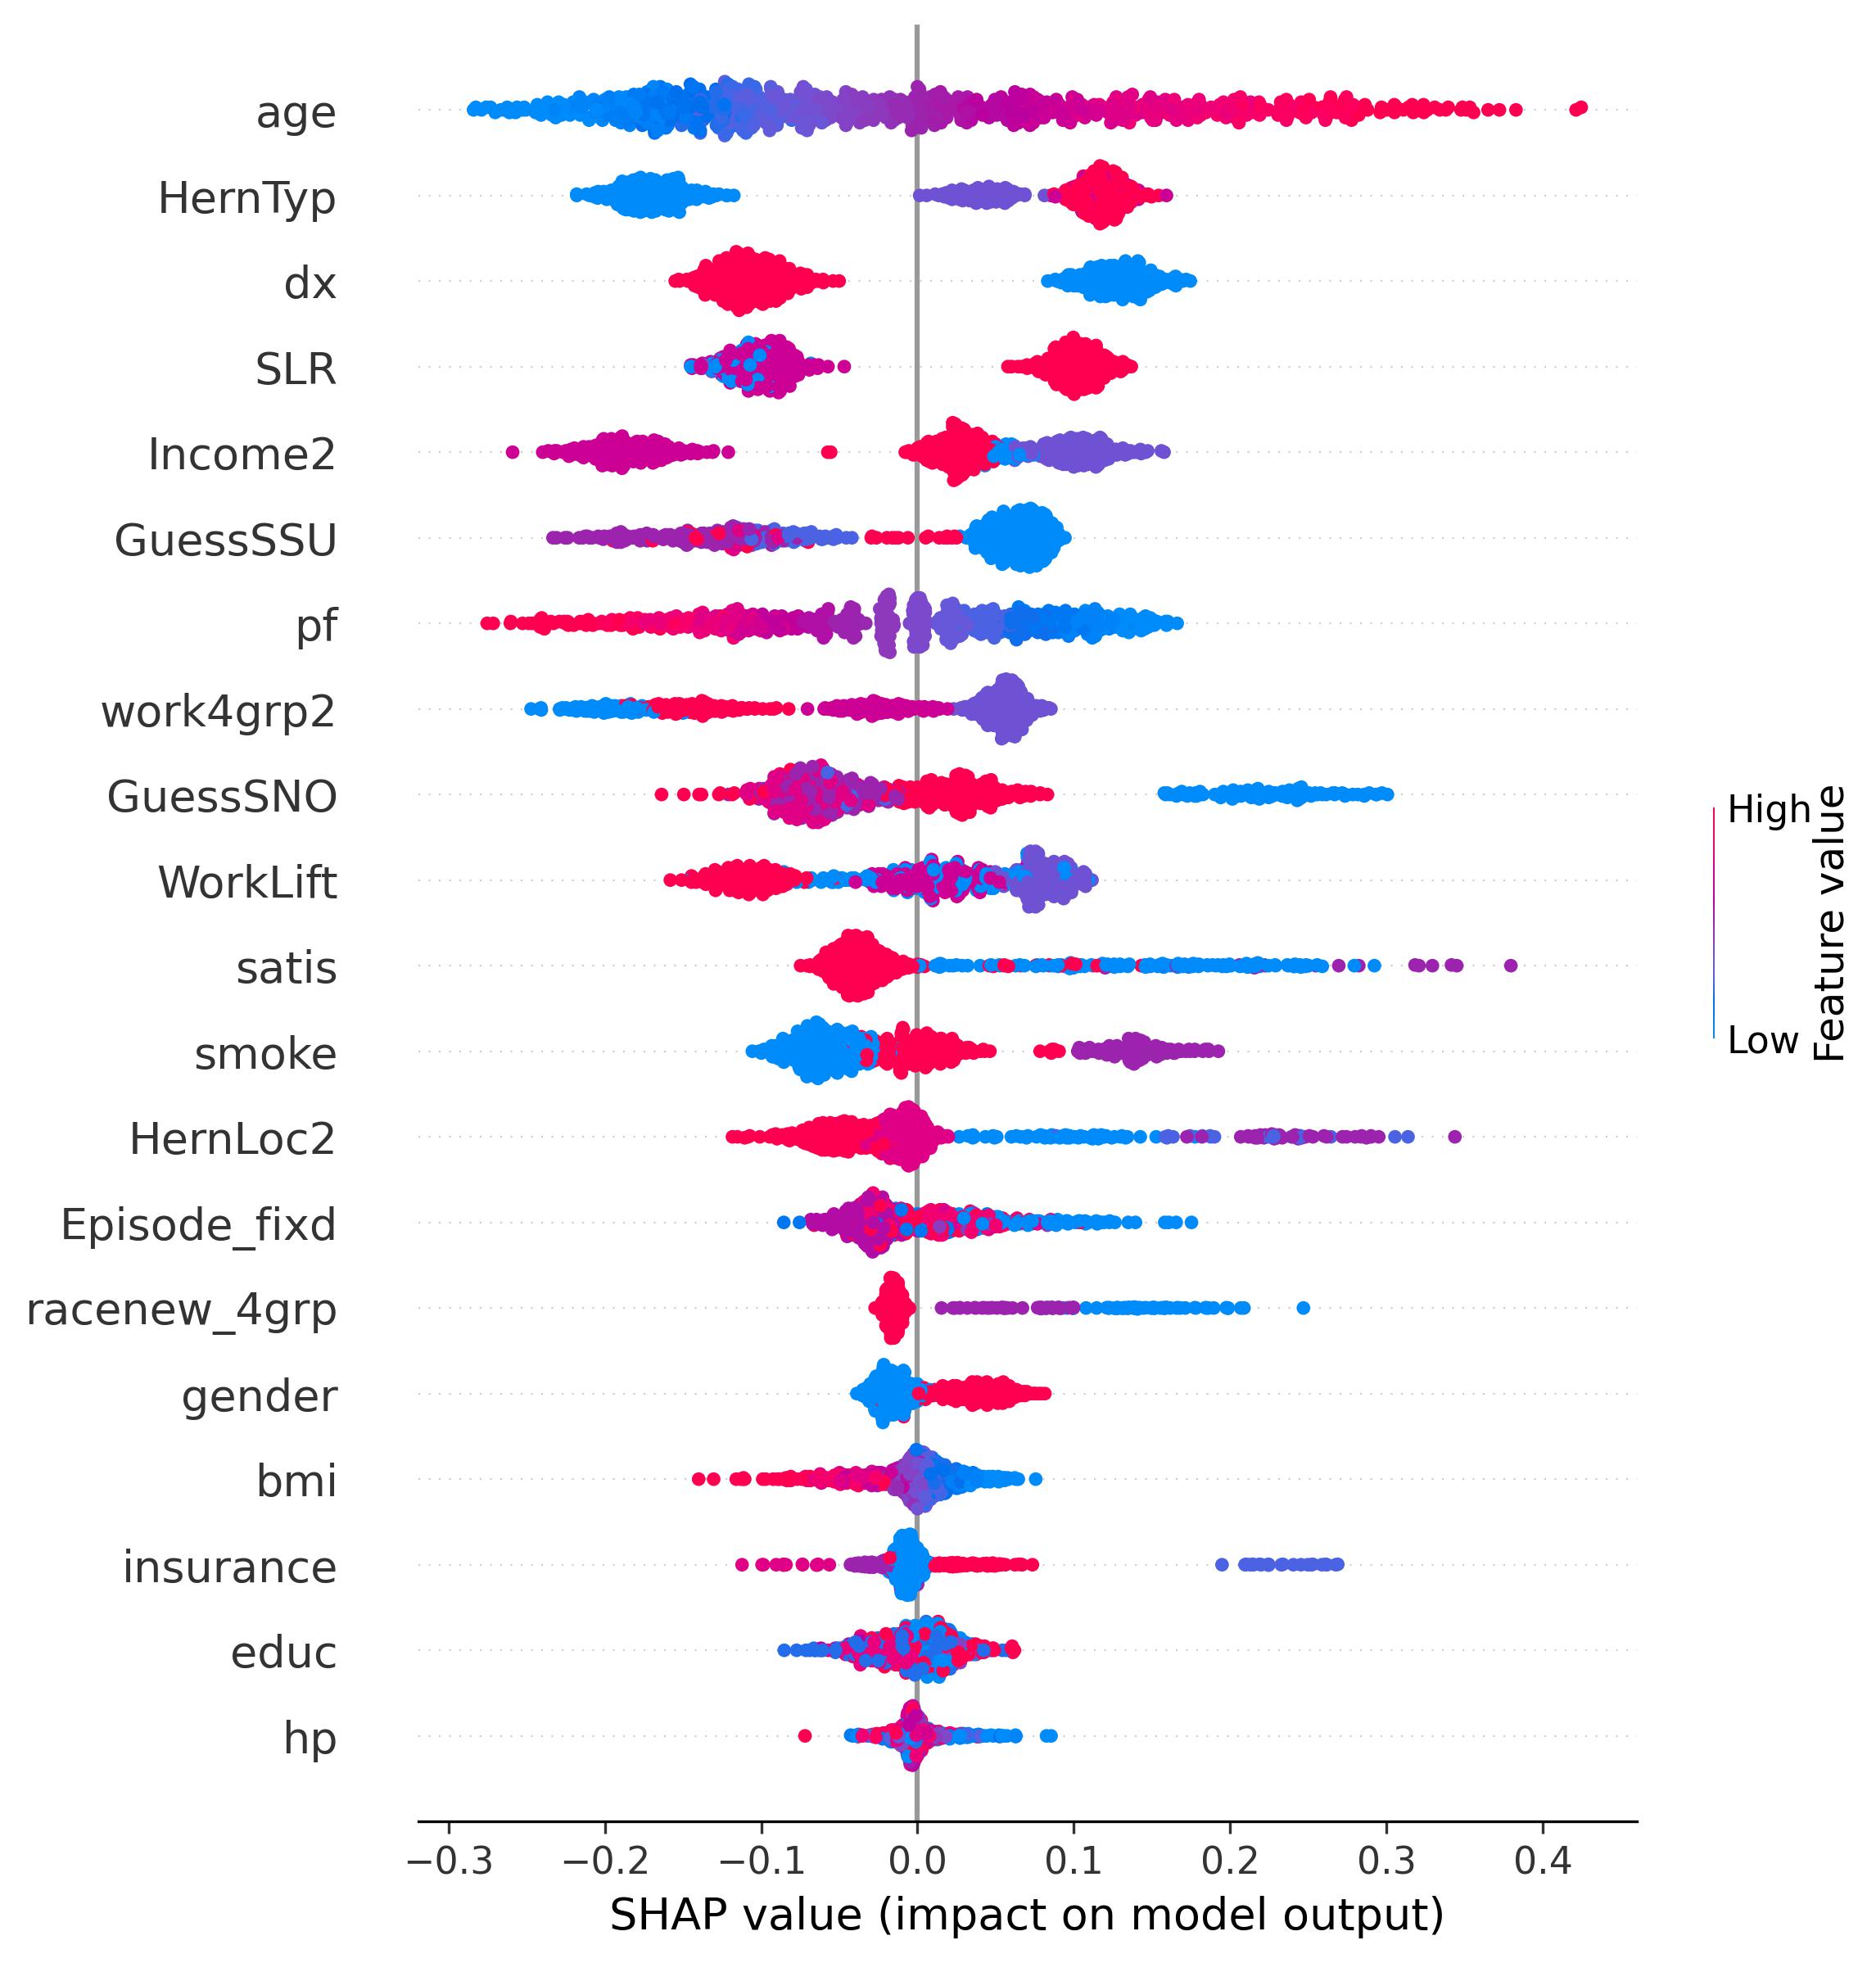 age
HernTyp
dx
SLR
Income2
GuessSSU
pf
work4grp2
GuessSNO
WorkLift
satis
smoke
HernLoc2
Episode_fixd
racenew_4grp
gender
bmi
insurance
educ
hp
−0.3 −0.2 −0.1 0.0 0.1 0.2 0.3 0.4
SHAP value (impact on model output)
High
Low
Feature value